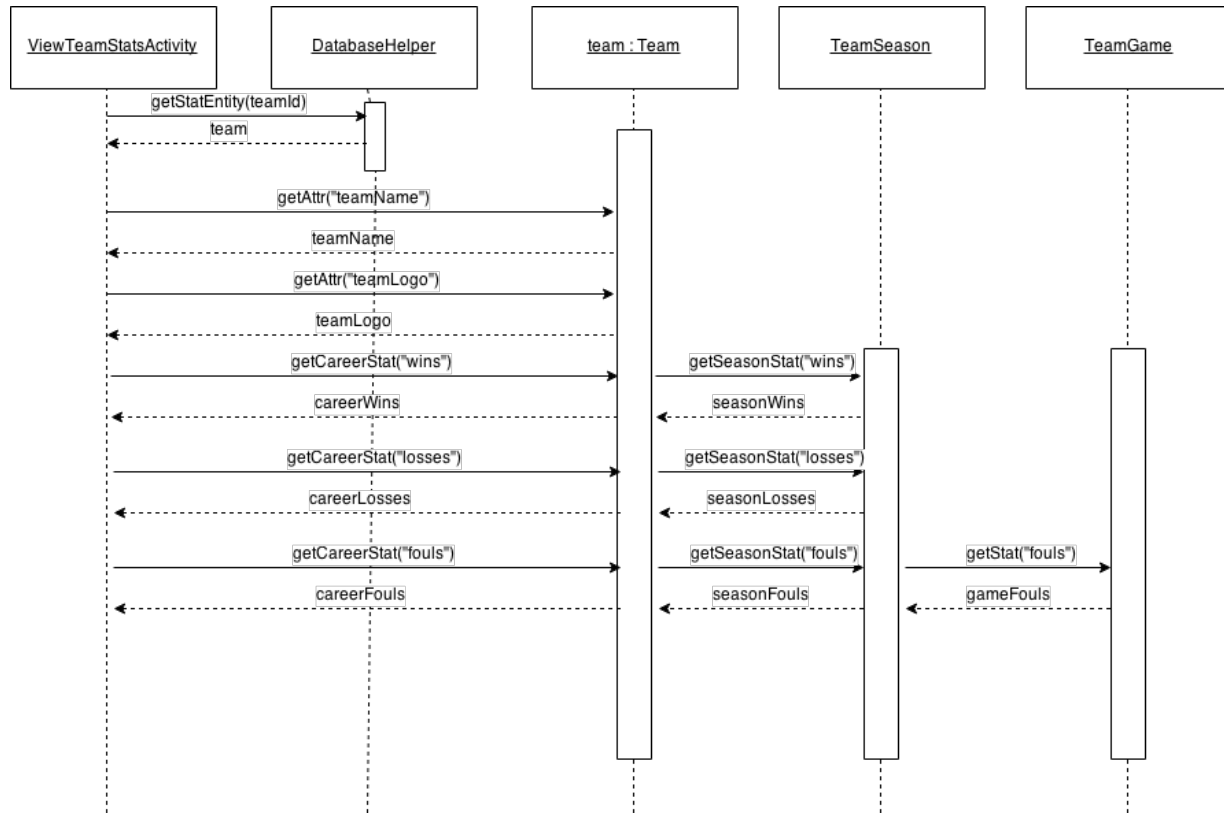 ViewTeamStatsActivity
DatabaseHelper
team : Team
TeamSeason
TeamGame
getStatEntity(teamId)
team
getAttr("teamName")
teamName
getAttr("teamLogo")
teamLogo
getCareerStat("wins")
getSeasonStat("wins")
careerWins
seasonWins
getCareerStat("losses")
getSeasonStat("losses")
careerLosses
seasonLosses
getCareerStat("fouls")
getSeasonStat("fouls")
getStat("fouls")
careerFouls
seasonFouls
gameFouls